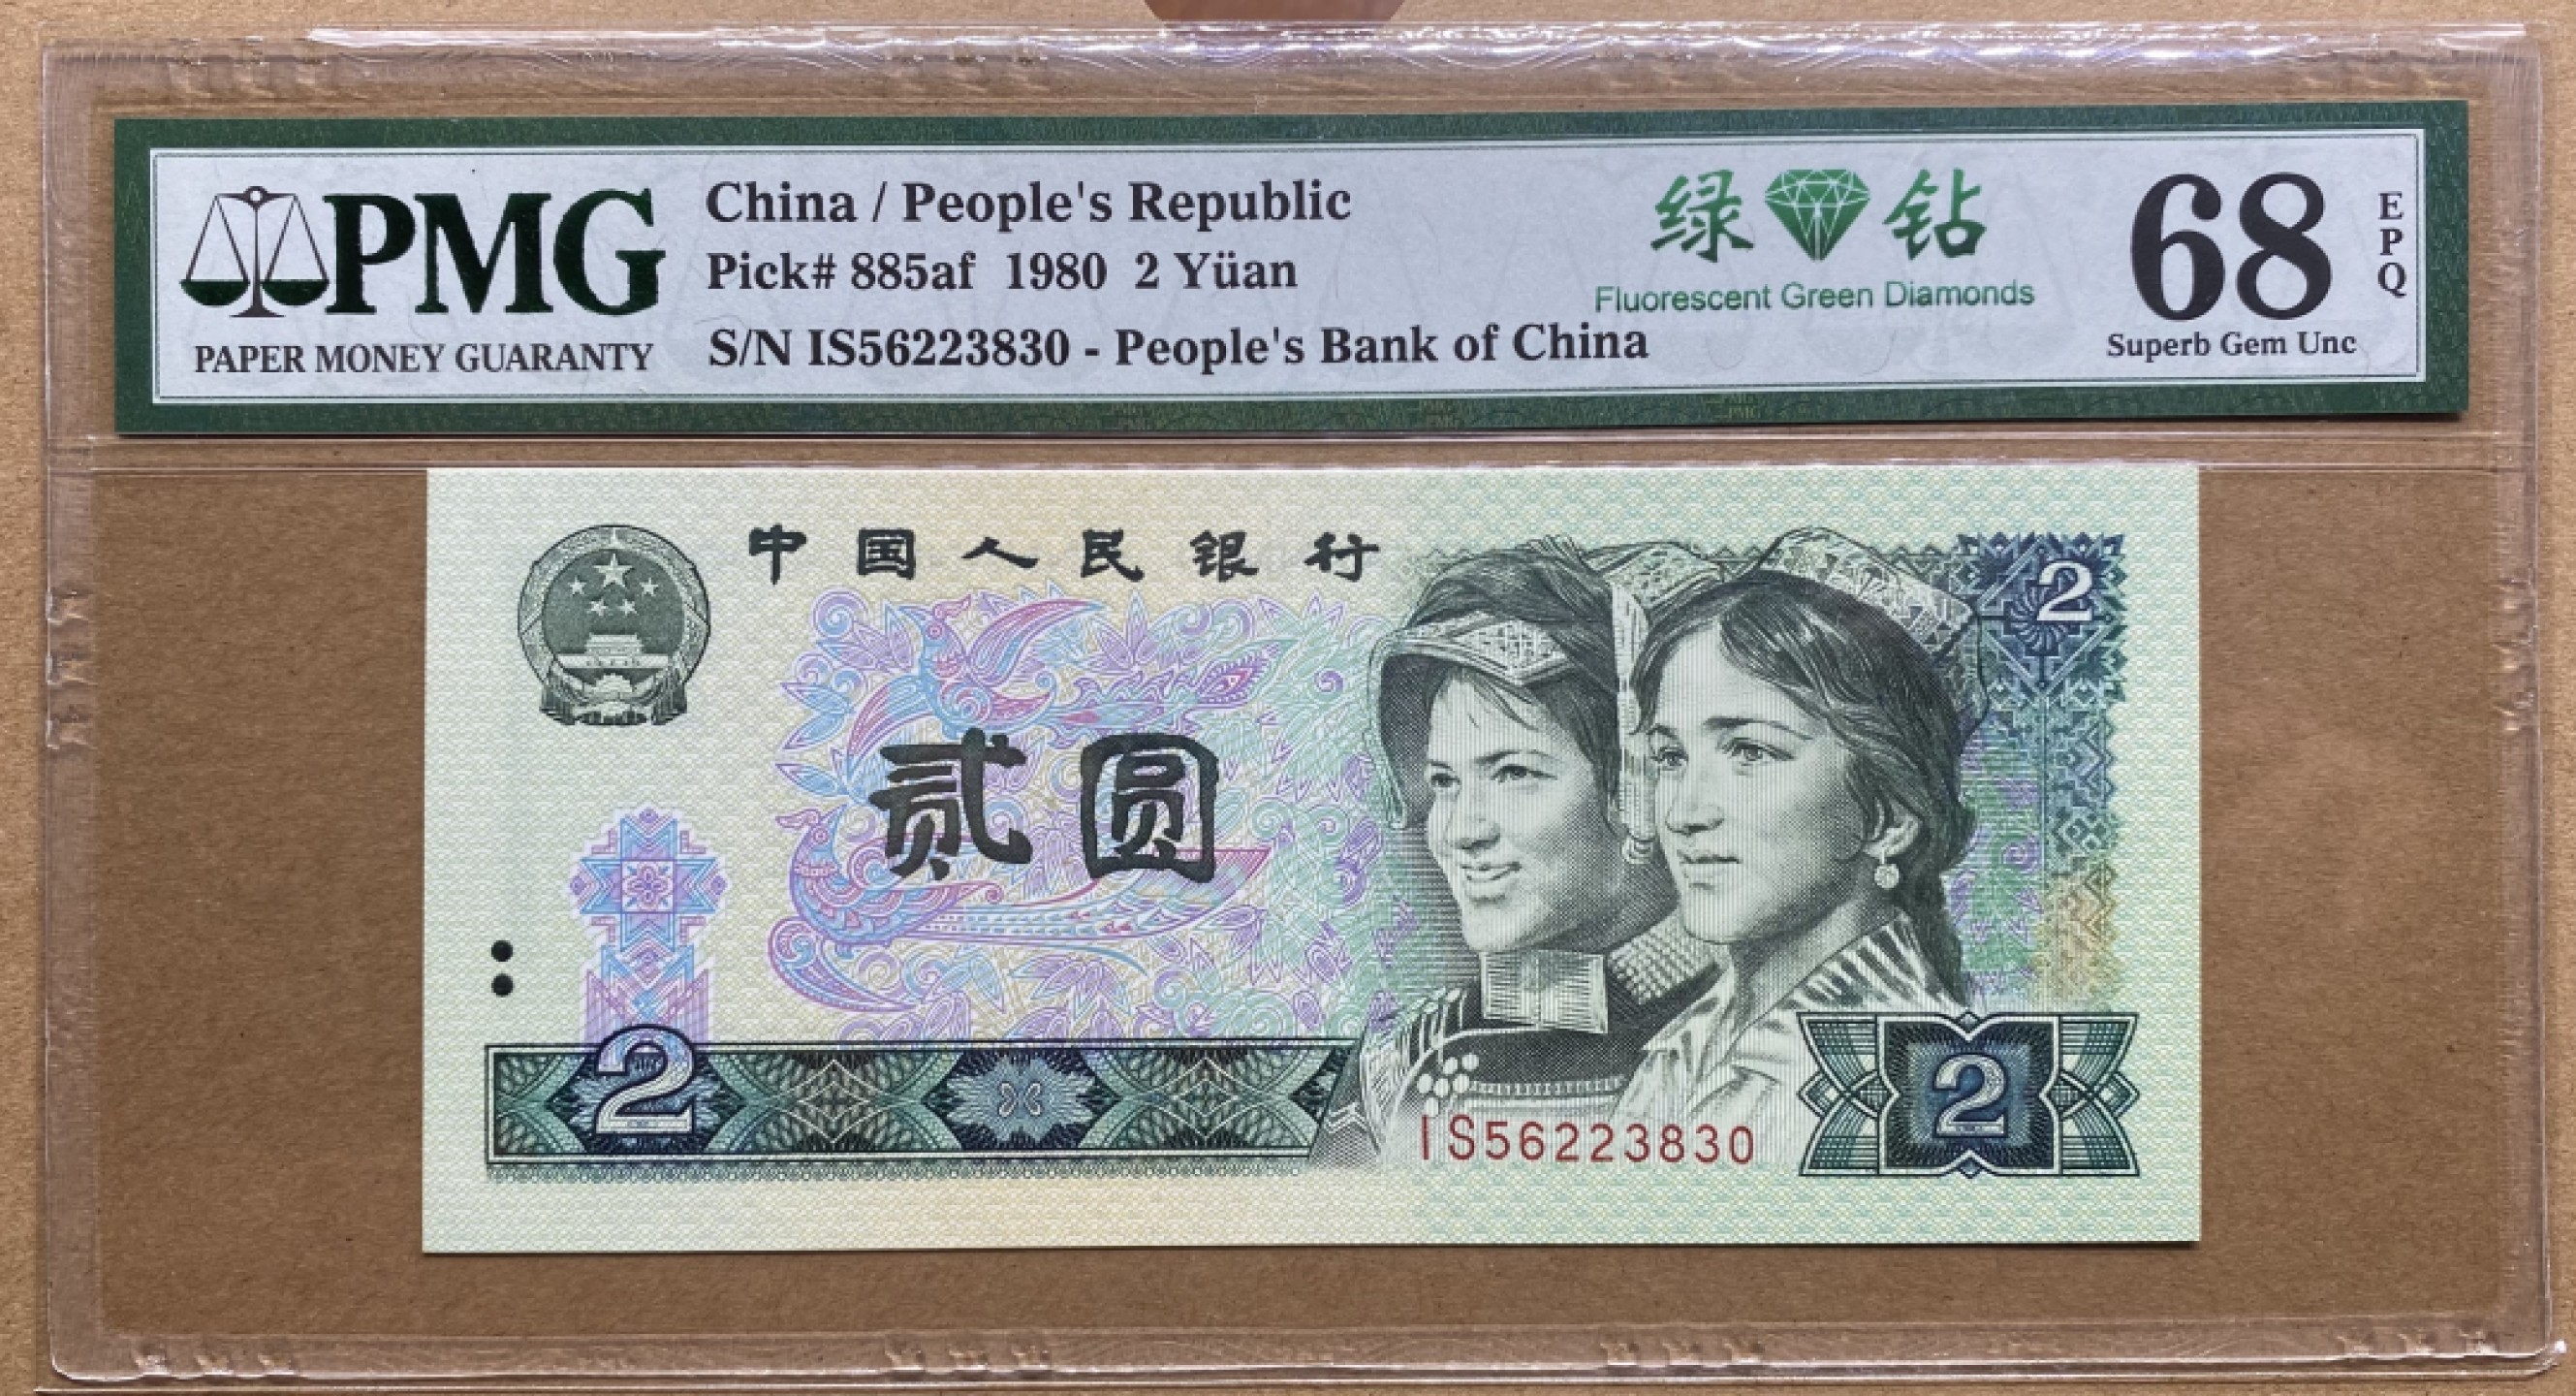 PMG
PAPER MONEY GUARANTY
China / People's Republic
Pick# 885af 1980 2 Yüan
S/N IS56223830 - People's Bank of China
绿钻
Fluorescent Green Diamonds
68
EPQ
Superb Gem Unc
中国人民银行
2
贰圆
2
2
IS56223830